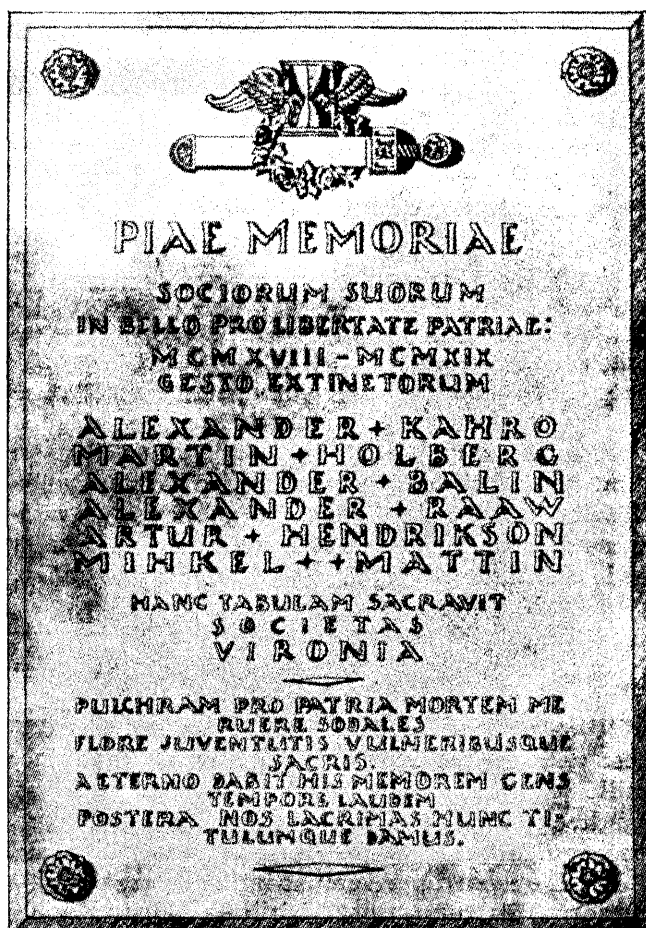 PIAE MEMORIAE
SOCIORUM SUORUM
IN BELLO PRO LIBERTATE PATRIAE:
MCMXVIII - MCMXIX
GESTO EXTINETORUM
ALEXANDER + KAHRO
MARTIN + HOLBERG
ALEXANDER + BALIN
ALEXANDER + RAAW
ARTUR + HENDRIKSON
MIHKEL + + MATTIN
HANC TABULAM SACRAVIT
SOCIETAS
VIRONIA
PULCHRAM PRO PATRIA MORTEM ME
RUERE SODALES
FLORE JUVENTUTIS VULNERIBUSQUE
SACRIS.
AETERNO DABIT HIS MEMOREM GENS
TEMPORE LAUDEM
POSTERA NOS LACRIMAS HUNC TI-
TULUMQUE DAMUS.